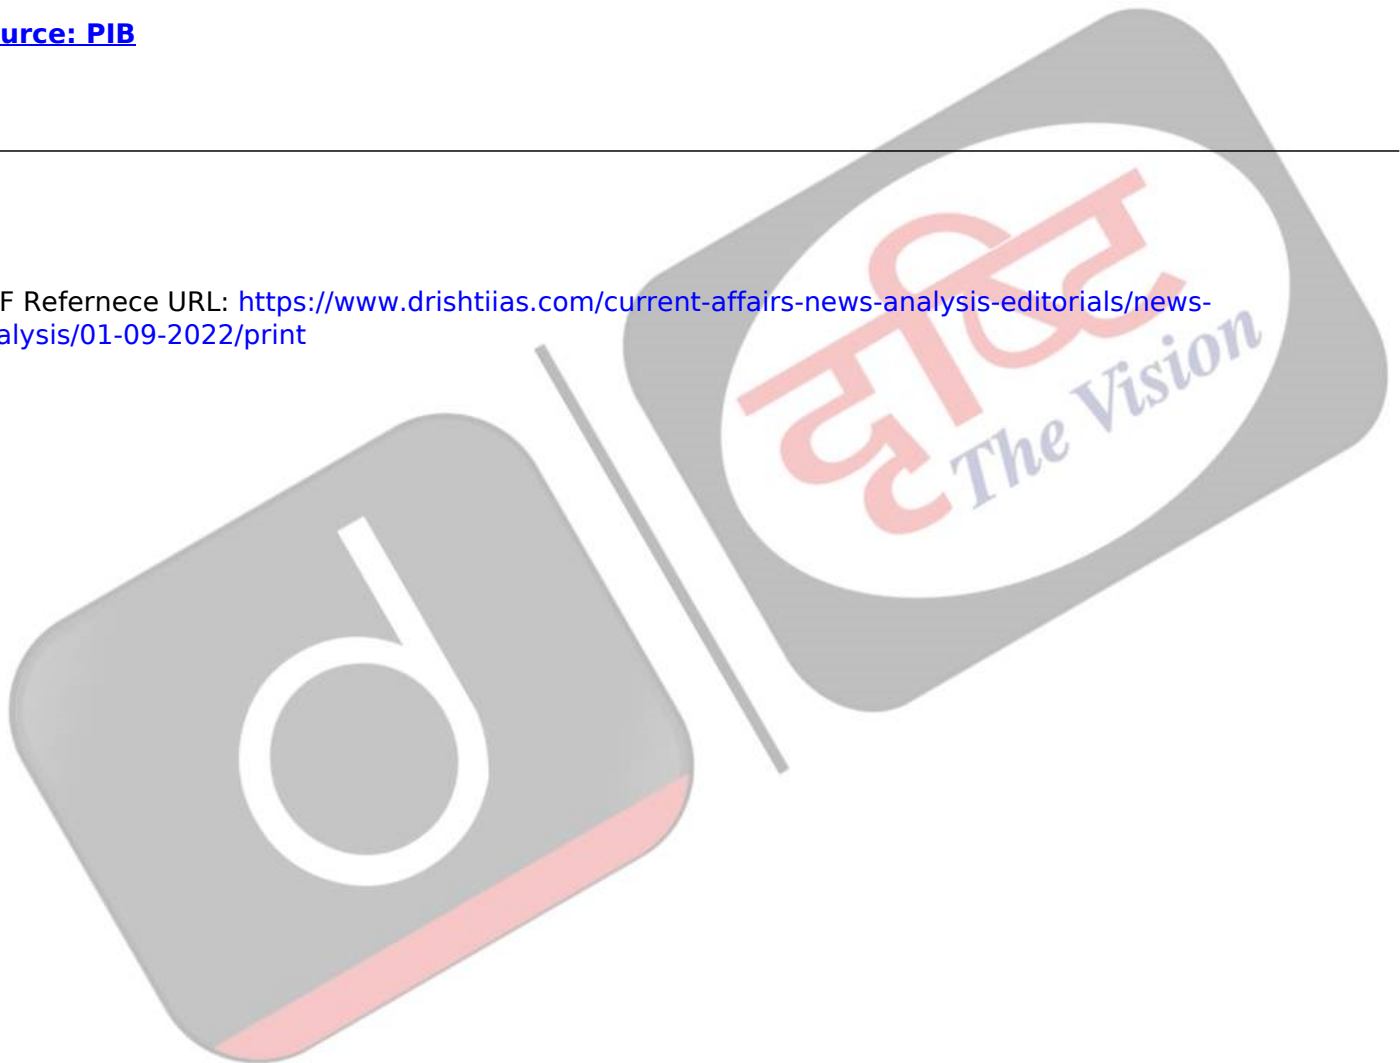 urce: PIB
F Refernece URL: https://www.drishtiias.com/current-affairs-news-analysis-editorials/news-
alysis/01-09-2022/print
दृष्टि
The Vision
d